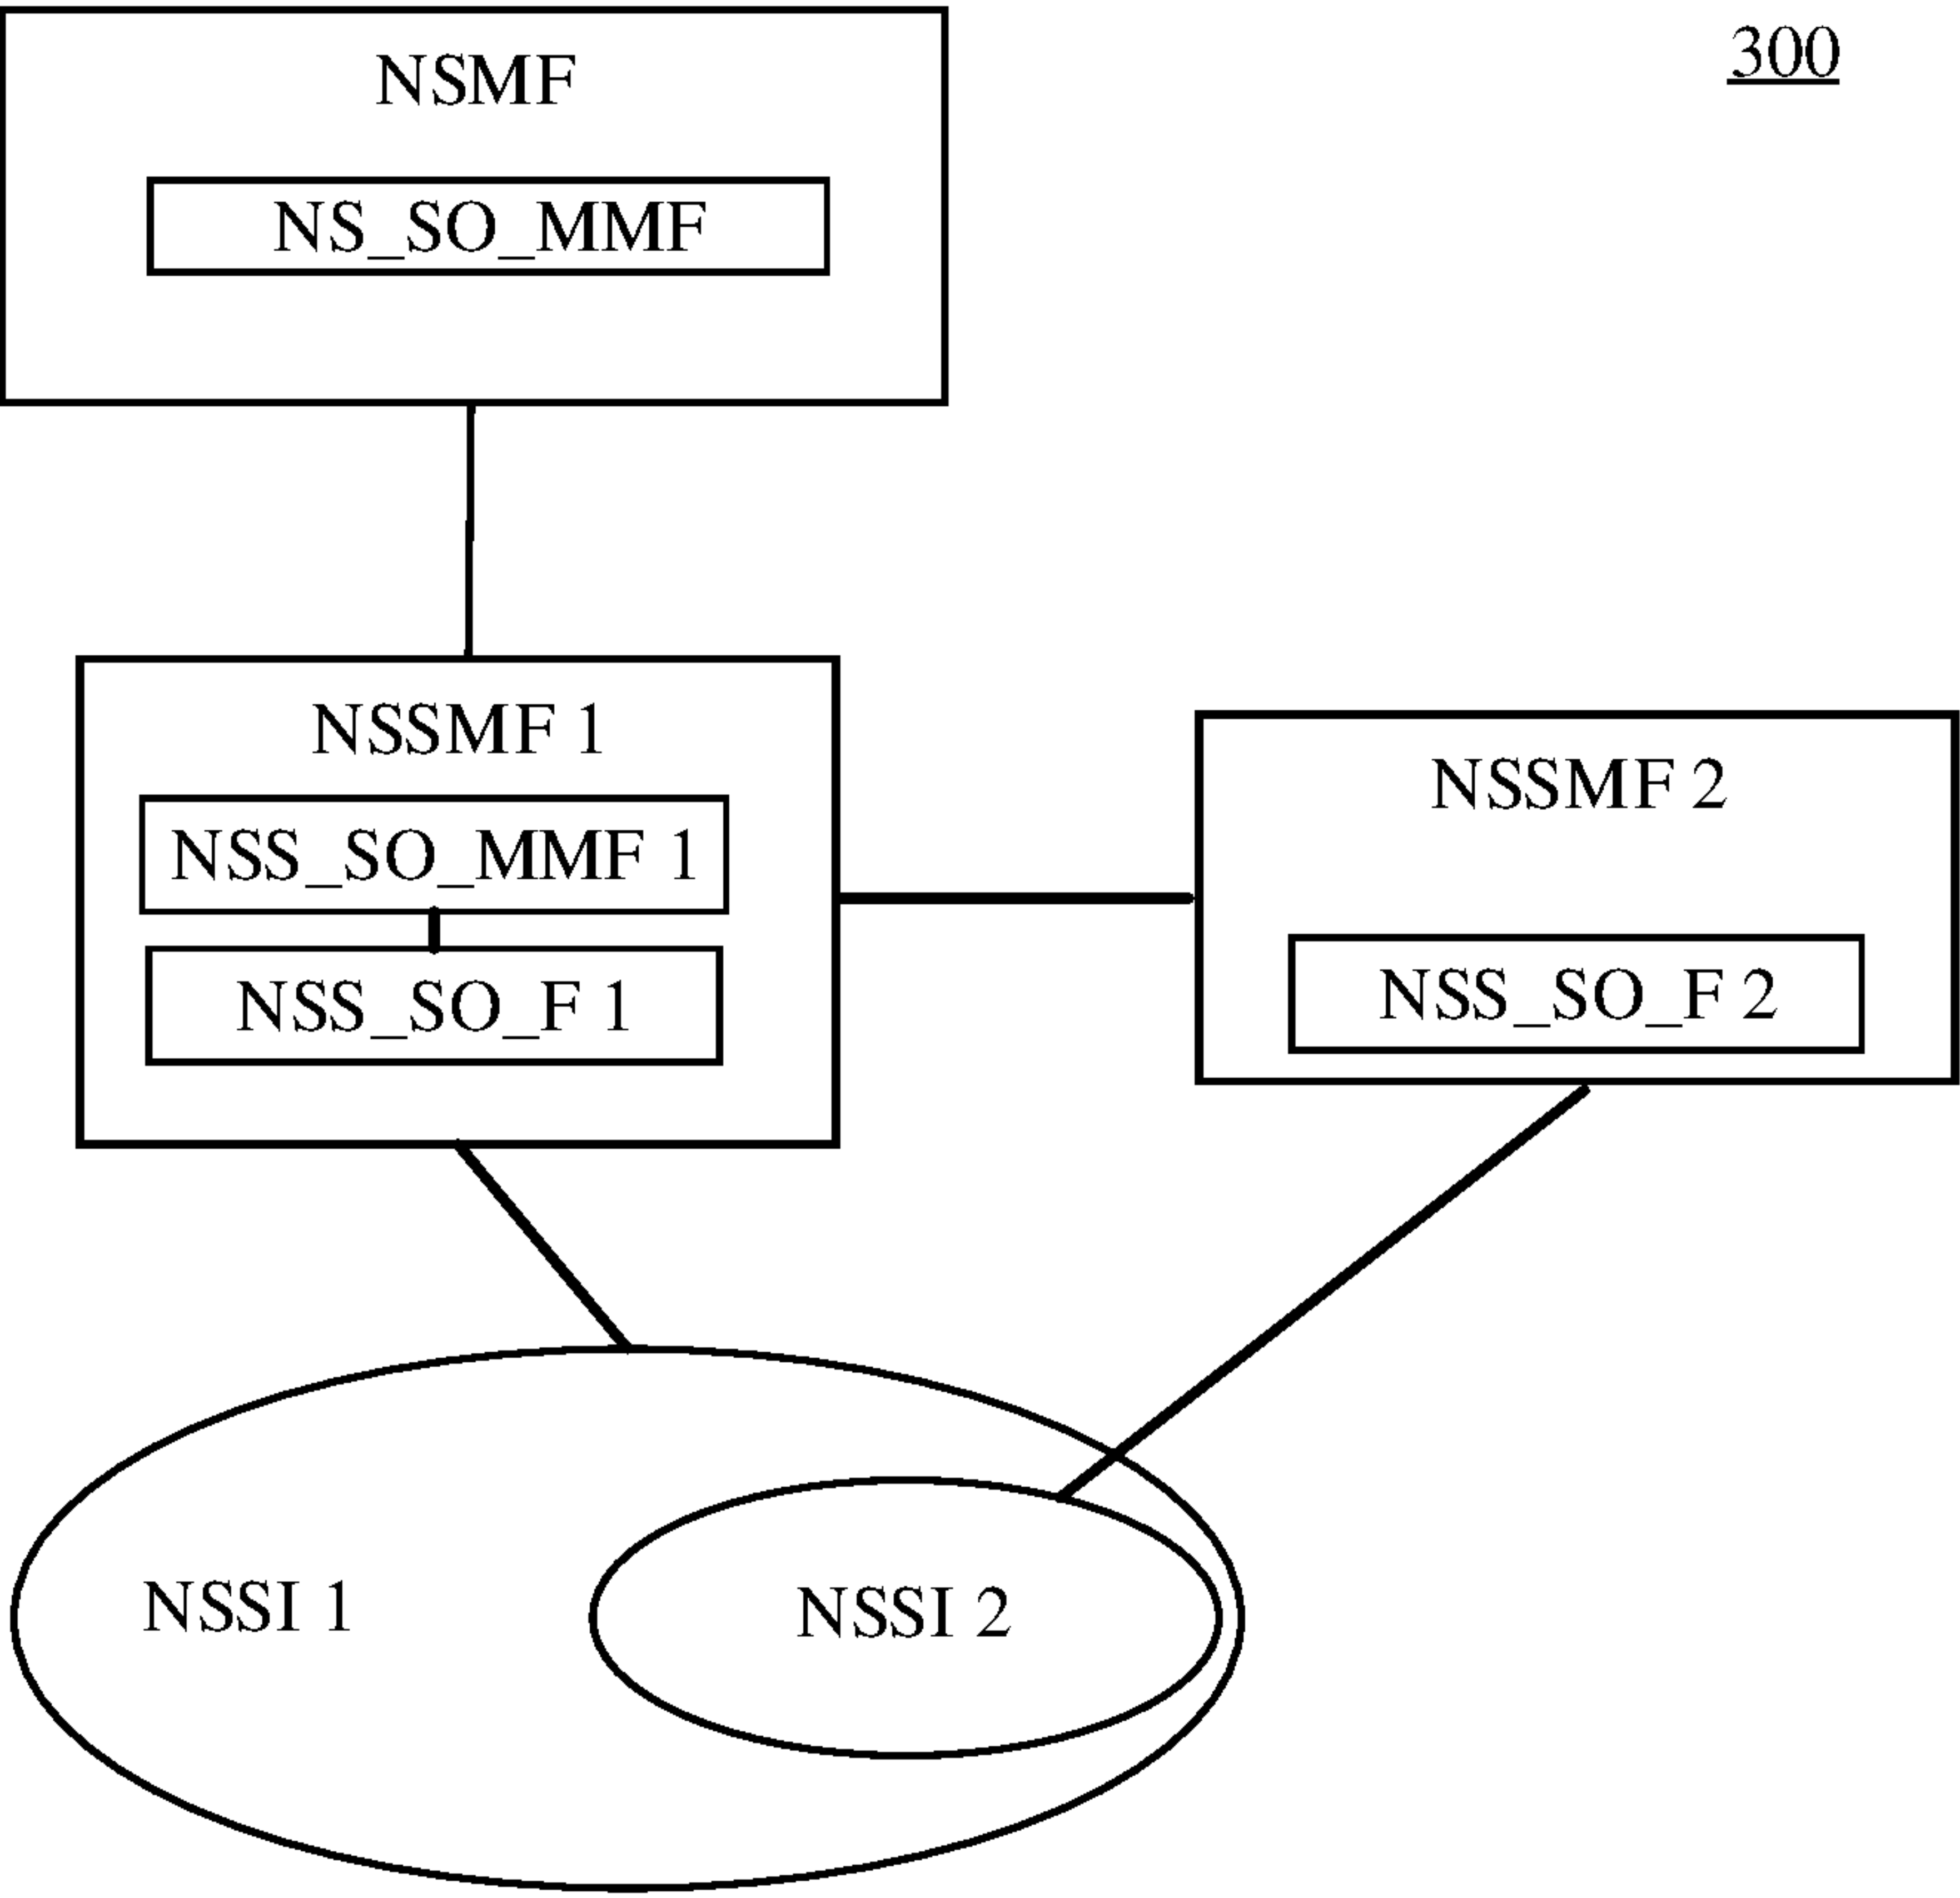 NSMF
300
NS_SO_MMF
NSSMF 1
NSSMF 2
NSS_SO_MMF 1
NSS_SO_F 1
NSS_SO_F 2
NSSI 1
NSSI 2